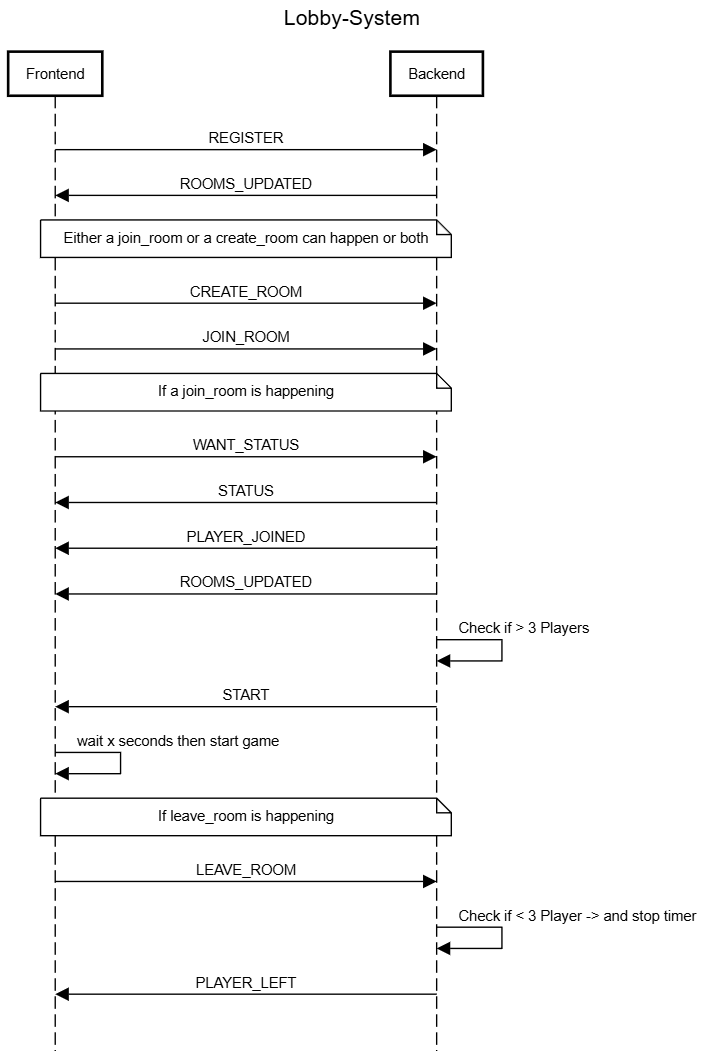 Lobby-System
Frontend
Backend
REGISTER
ROOMS_UPDATED
Either a join_room or a create_room can happen or both
CREATE_ROOM
JOIN_ROOM
If a join_room is happening
WANT_STATUS
STATUS
PLAYER_JOINED
ROOMS_UPDATED
Check if > 3 Players
START
wait x seconds then start game
If leave_room is happening
LEAVE_ROOM
Check if < 3 Player -> and stop timer
PLAYER_LEFT